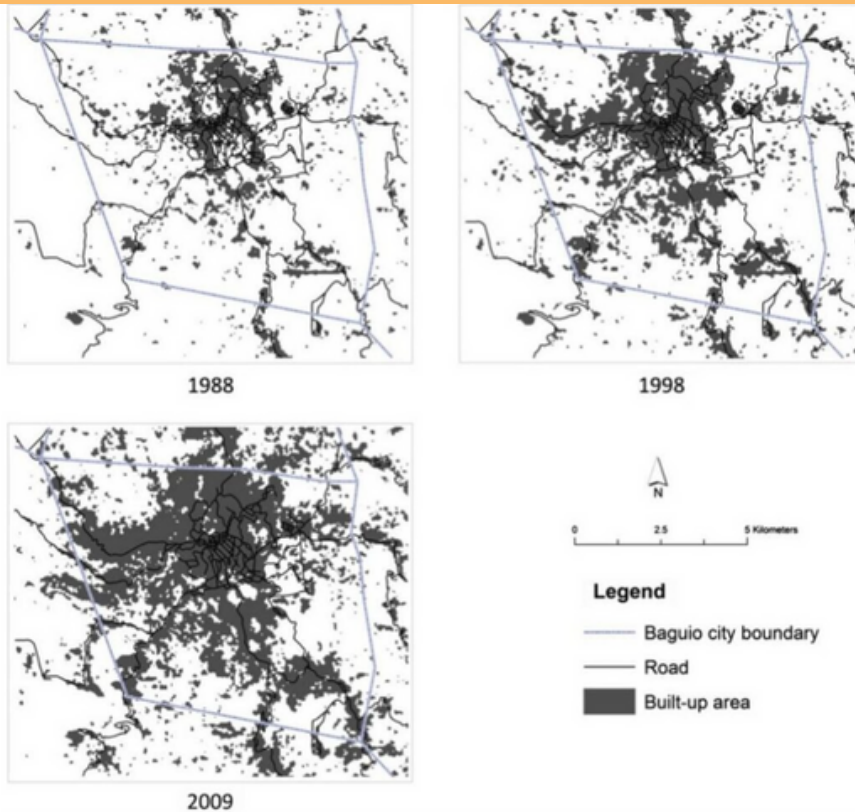 1988
1998
2009
N
0 2.5 5 Kilometers
Legend
Baguio city boundary
Road
Built-up area